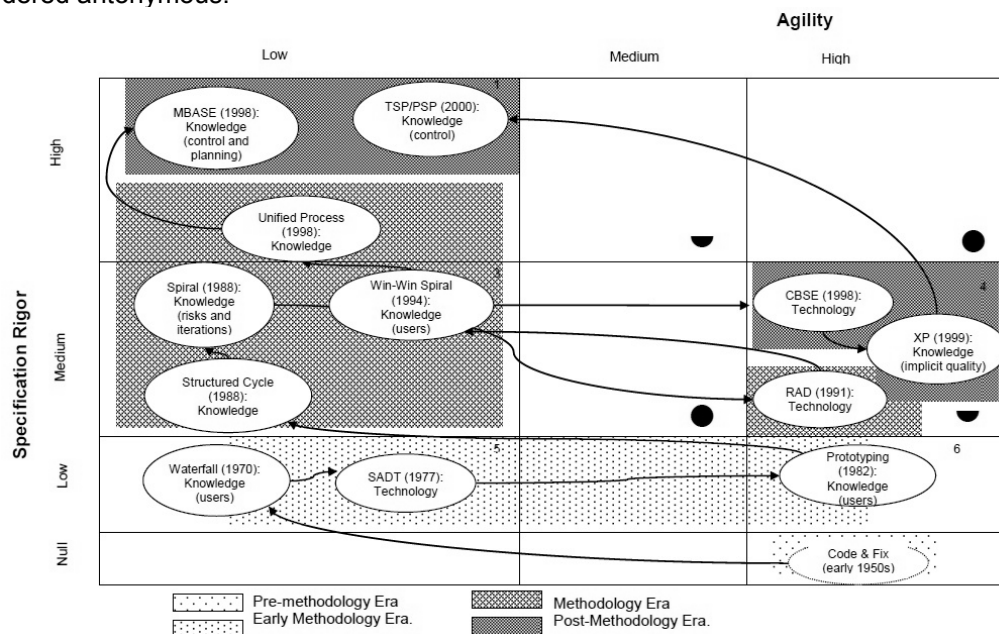 dered antonymous.
Agility
Low
Medium
High
Specification Rigor
High
1
MBASE (1998):
Knowledge
(control and
planning)
TSP/PSP (2000):
Knowledge
(control)
Unified Process
(1998):
Knowledge
Medium
3
4
Spiral (1988):
Knowledge
(risks and
iterations)
Win-Win Spiral
(1994):
Knowledge
(users)
CBSE (1998):
Technology
XP (1999):
Knowledge
(implicit quality)
Structured Cycle
(1988):
Knowledge
RAD (1991):
Technology
Low
5
6
Waterfall (1970):
Knowledge
(users)
SADT (1977):
Technology
Prototyping
(1982):
Knowledge
(users)
Null
Code & Fix
(early 1950s)
Pre-methodology Era
Methodology Era
Early Methodology Era.
Post-Methodology Era.